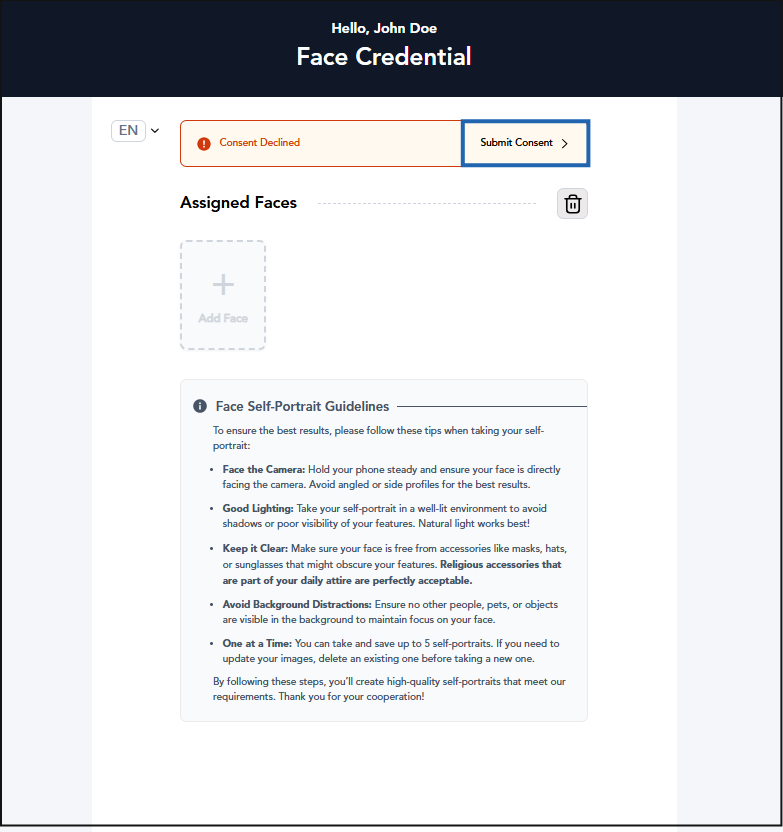 Hello, John Doe
Face Credential
EN
Consent Declined
Submit Consent
Assigned Faces
Add Face
Face Self-Portrait Guidelines
To ensure the best results, please follow these tips when taking your self-
portrait:
• Face the Camera: Hold your phone steady and ensure your face is directly
facing the camera. Avoid angled or side profiles for the best results.
• Good Lighting: Take your self-portrait in a well-lit environment to avoid
shadows or poor visibility of your features. Natural light works best!
• Keep it Clear: Make sure your face is free from accessories like masks, hats,
or sunglasses that might obscure your features. Religious accessories that
are part of your daily attire are perfectly acceptable.
• Avoid Background Distractions: Ensure no other people, pets, or objects
are visible in the background to maintain focus on your face.
• One at a Time: You can take and save up to 5 self-portraits. If you need to
update your images, delete an existing one before taking a new one.
By following these steps, you’ll create high-quality self-portraits that meet our
requirements. Thank you for your cooperation!